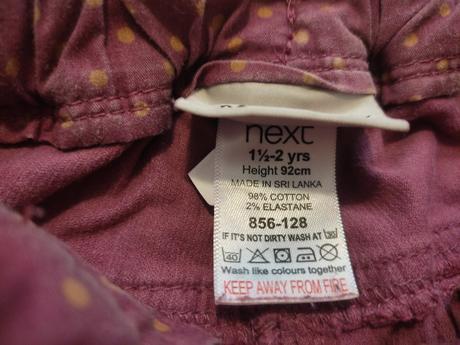 next
1½-2 yrs
Height 92cm
MADE IN SRI LANKA
98% COTTON
2% ELASTANE
856-128
IF IT'S NOT DIRTY WASH AT 30
40
Wash like colours together
KEEP AWAY FROM FIRE